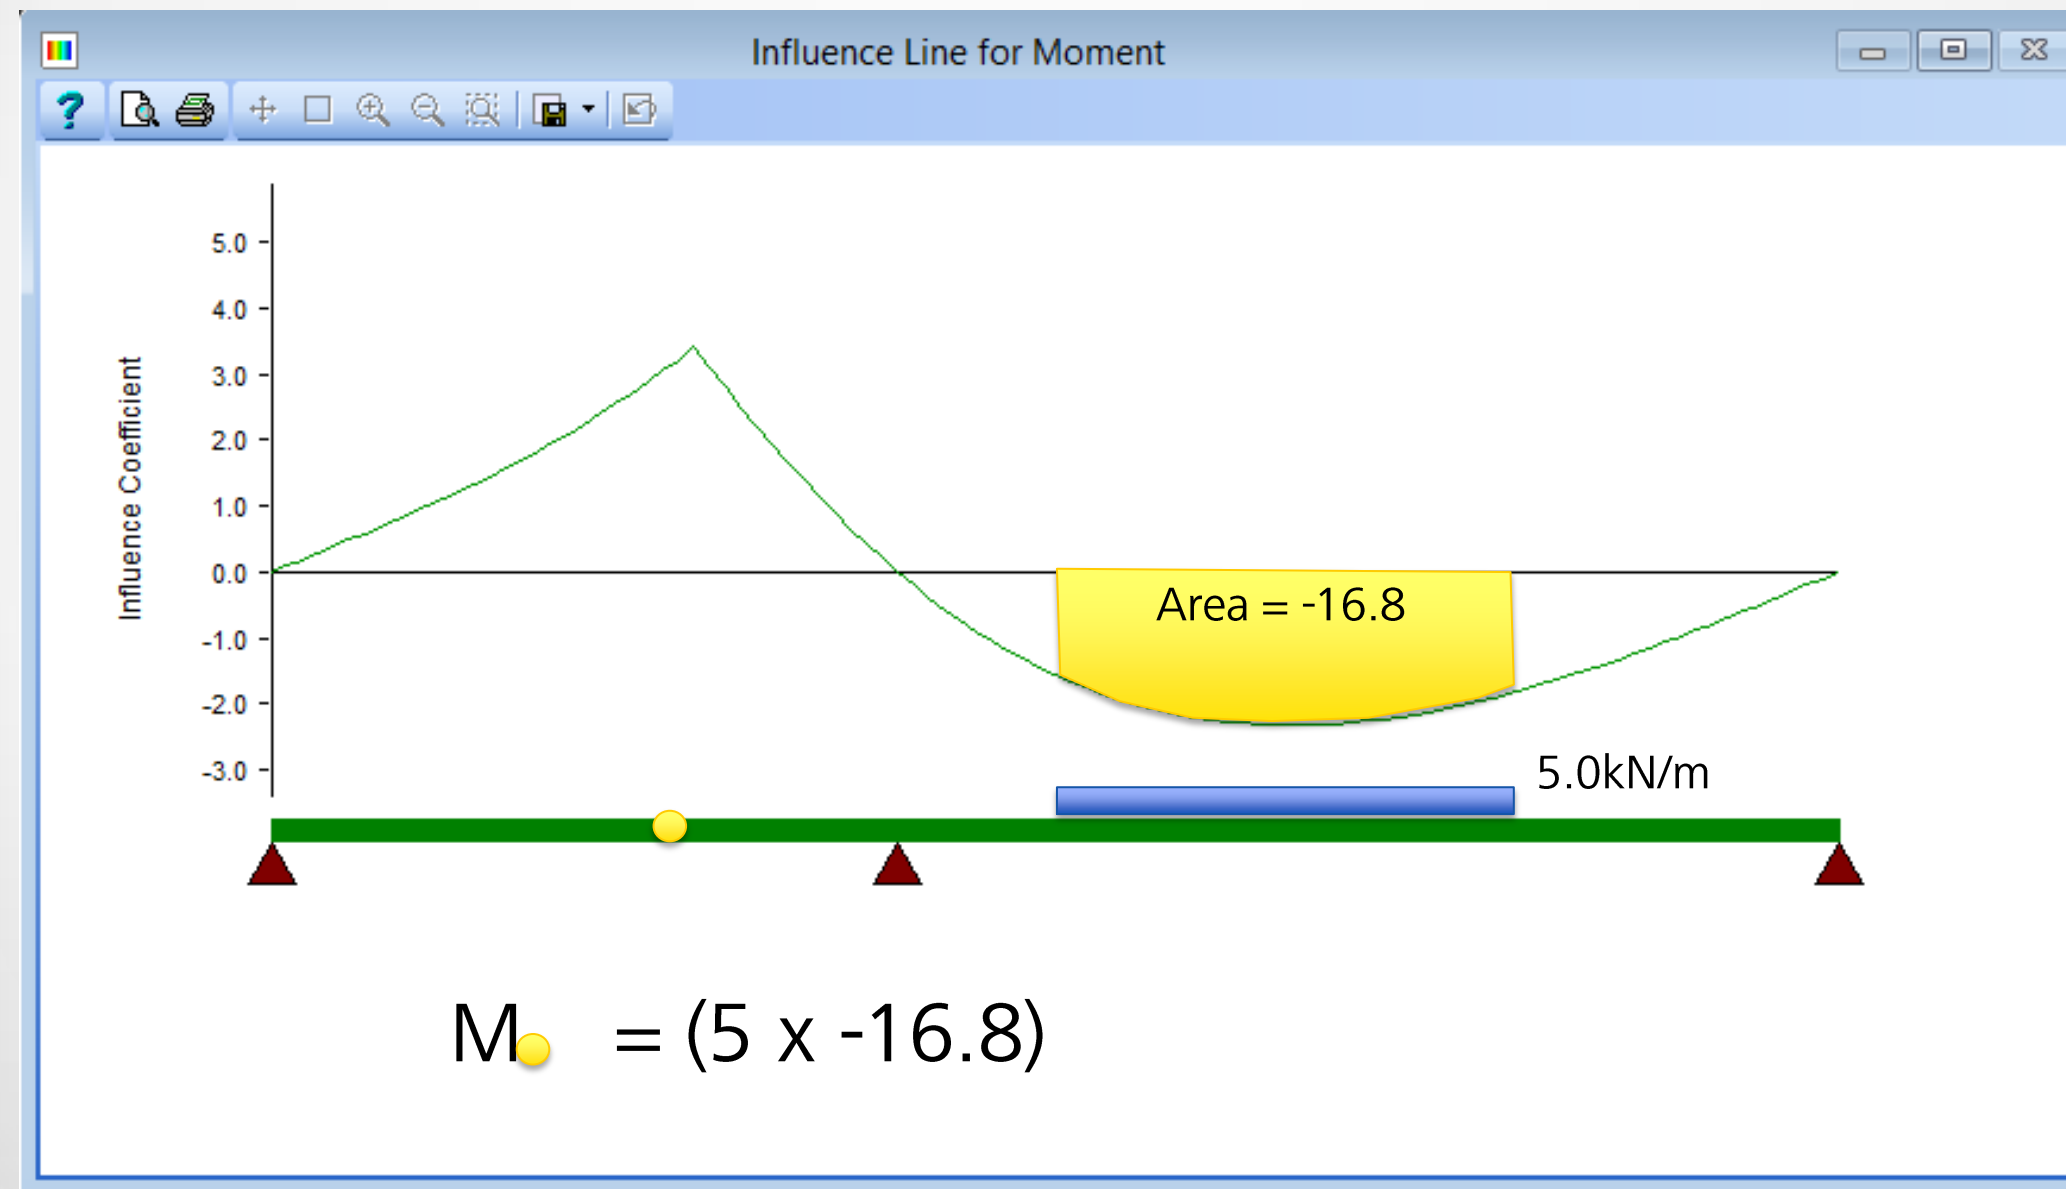 Influence Line for Moment
?
5.0
4.0
3.0
2.0
1.0
0.0
-1.0
-2.0
-3.0
Influence Coefficient
Area = -16.8
5.0kN/m
M = (5 x -16.8)